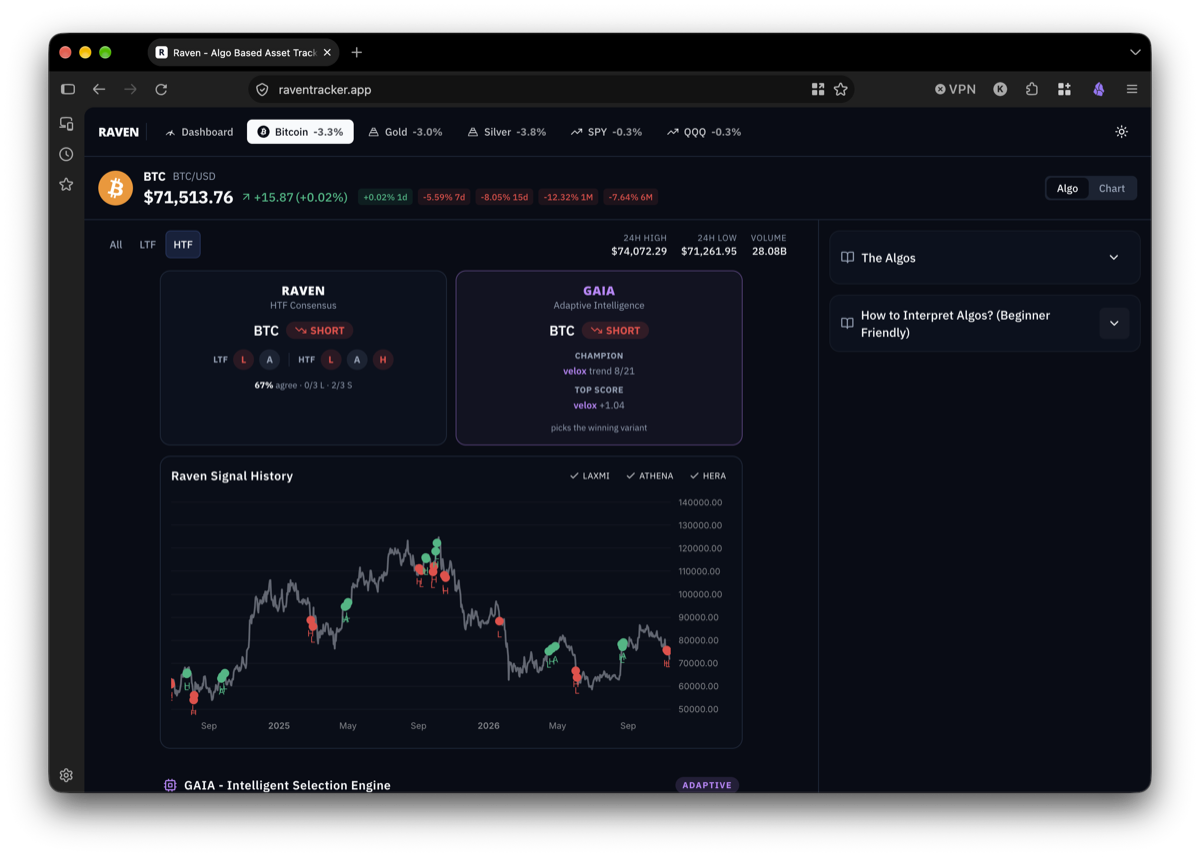 R Raven - Algo Based Asset Track
raventracker.app
VPN
K
RAVEN
Dashboard
Bitcoin -3.3%
Gold -3.0%
Silver -3.8%
SPY -0.3%
QQQ -0.3%
BTC BTC/USD
$71,513.76 +15.87 (+0.02%) +0.02% 1d -5.59% 7d -8.05% 15d -12.32% 1M -7.64% 6M
Algo Chart
All LTF HTF
24H HIGH 24H LOW VOLUME
$74,072.29 $71,261.95 28.08B
RAVEN
HTF Consensus
BTC SHORT
LTF L A HTF L A H
67% agree · 0/3 L · 2/3 S
GAIA
Adaptive Intelligence
BTC SHORT
CHAMPION
velox trend 8/21
TOP SCORE
velox +1.04
picks the winning variant
The Algos
How to Interpret Algos? (Beginner
Friendly)
Raven Signal History
LAXMI ATHENA HERA
140000.00
130000.00
120000.00
110000.00
100000.00
90000.00
80000.00
70000.00
60000.00
50000.00
Sep 2025 May Sep 2026 May Sep
GAIA - Intelligent Selection Engine
ADAPTIVE